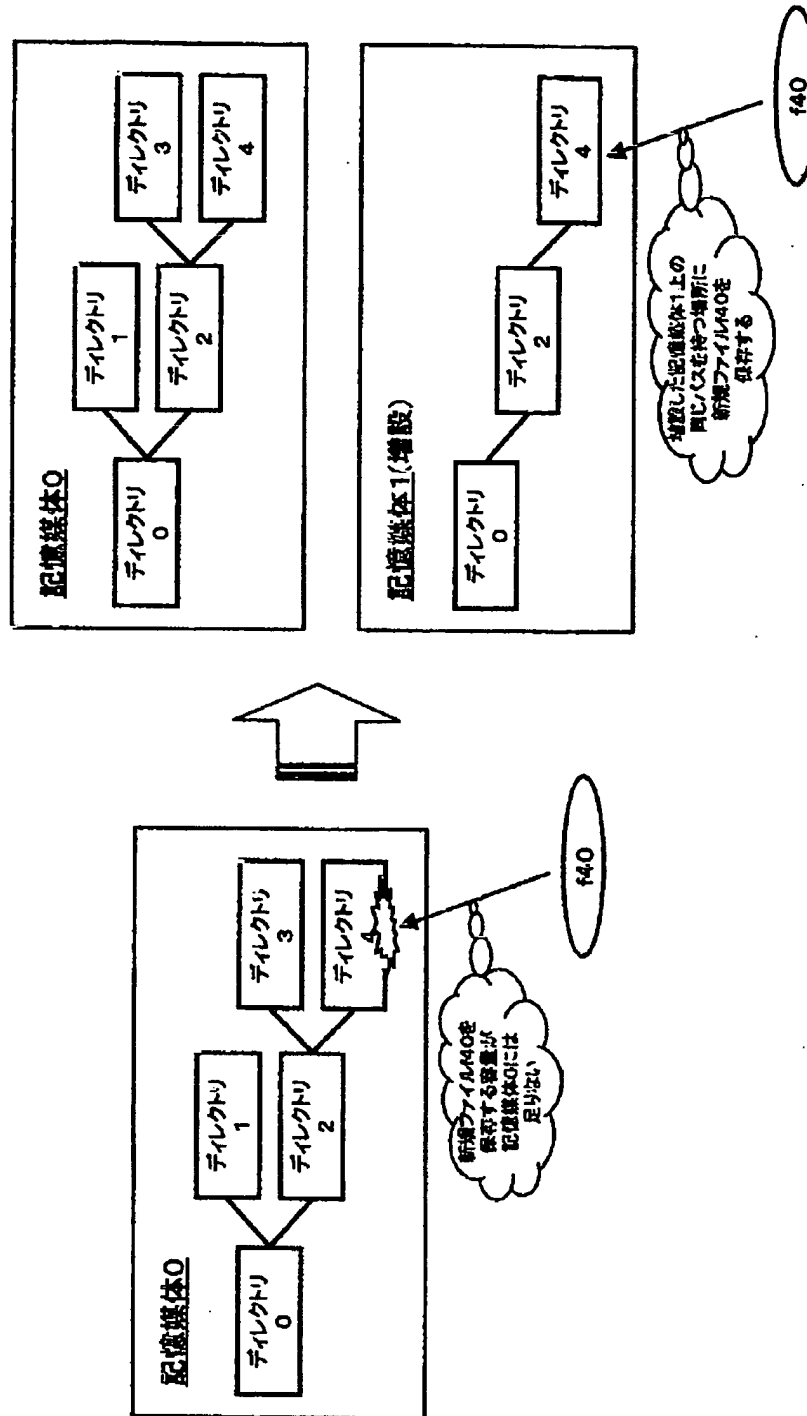 記憶媒体0
ディレクトリ
0
ディレクトリ
1
ディレクトリ
2
ディレクトリ
3
ディレクトリ
4
新規ファイルf40を
保存する容量が
記憶媒体0には
足りない
f40
記憶媒体0
ディレクトリ
0
ディレクトリ
1
ディレクトリ
2
ディレクトリ
3
ディレクトリ
4
記憶媒体1(増設)
ディレクトリ
0
ディレクトリ
2
ディレクトリ
4
増設した記憶媒体1上の
同じパスを持つ場所に
新規ファイルf40を
保存する
f40